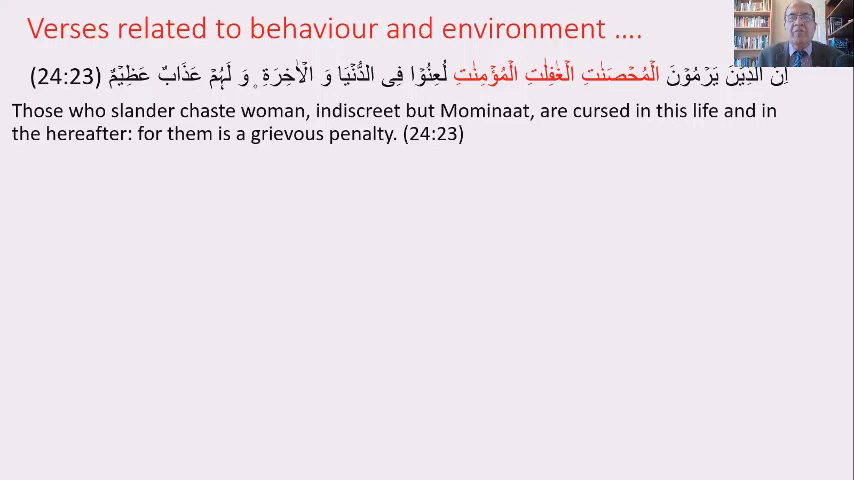 Verses related to behaviour and environment ….
اِنَّ الَّذِیۡنَ یَرۡمُوۡنَ الۡمُحۡصَنٰتِ الۡغٰفِلٰتِ الۡمُؤۡمِنٰتِ لُعِنُوۡا فِی الدُّنۡیَا وَ الۡاٰخِرَۃِ ۪ وَ لَہُمۡ عَذَابٌ عَظِیۡمٌ (24:23)
Those who slander chaste woman, indiscreet but Mominaat, are cursed in this life and in
the hereafter: for them is a grievous penalty. (24:23)